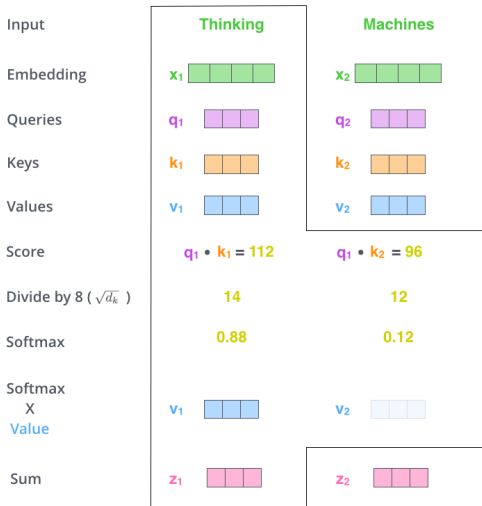 Input Thinking Machines
Embedding x₁ x₂
Queries q₁ q₂
Keys k₁ k₂
Values v₁ v₂
Score q₁ • k₁ = 112 q₁ • k₂ = 96
Divide by 8 ( √dₖ ) 14 12
Softmax 0.88 0.12
Softmax
X
Value v₁ v₂
Sum z₁ z₂